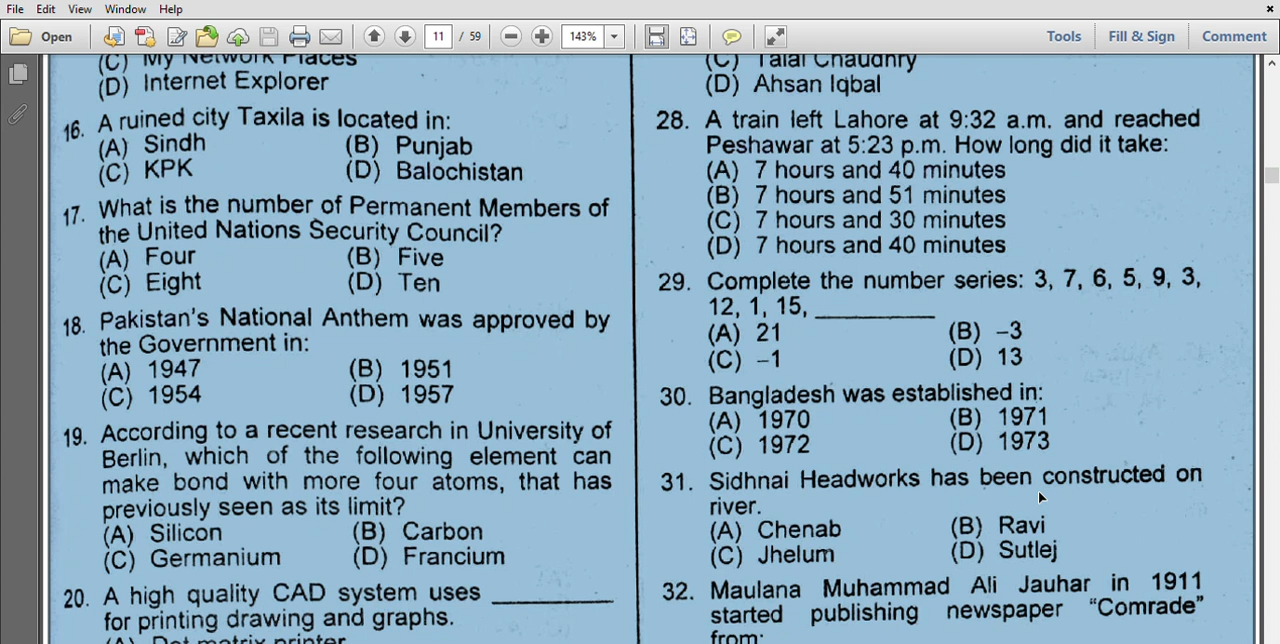 File Edit View Window Help
Open 11 / 59 143% Tools Fill & Sign Comment
(C) My Network Places
(D) Internet Explorer
16. A ruined city Taxila is located in:
(A) Sindh (B) Punjab
(C) KPK (D) Balochistan
17. What is the number of Permanent Members of
the United Nations Security Council?
(A) Four (B) Five
(C) Eight (D) Ten
18. Pakistan's National Anthem was approved by
the Government in:
(A) 1947 (B) 1951
(C) 1954 (D) 1957
19. According to a recent research in University of
Berlin, which of the following element can
make bond with more four atoms, that has
previously seen as its limit?
(A) Silicon (B) Carbon
(C) Germanium (D) Francium
20. A high quality CAD system uses ________
for printing drawing and graphs.
(A) Dot matrix printer
(C) Talal Chaudhry
(D) Ahsan Iqbal
28. A train left Lahore at 9:32 a.m. and reached
Peshawar at 5:23 p.m. How long did it take:
(A) 7 hours and 40 minutes
(B) 7 hours and 51 minutes
(C) 7 hours and 30 minutes
(D) 7 hours and 40 minutes
29. Complete the number series: 3, 7, 6, 5, 9, 3,
12, 1, 15, ________
(A) 21 (B) –3
(C) –1 (D) 13
30. Bangladesh was established in:
(A) 1970 (B) 1971
(C) 1972 (D) 1973
31. Sidhnai Headworks has been constructed on
river.
(A) Chenab (B) Ravi
(C) Jhelum (D) Sutlej
32. Maulana Muhammad Ali Jauhar in 1911
started publishing newspaper "Comrade"
from: